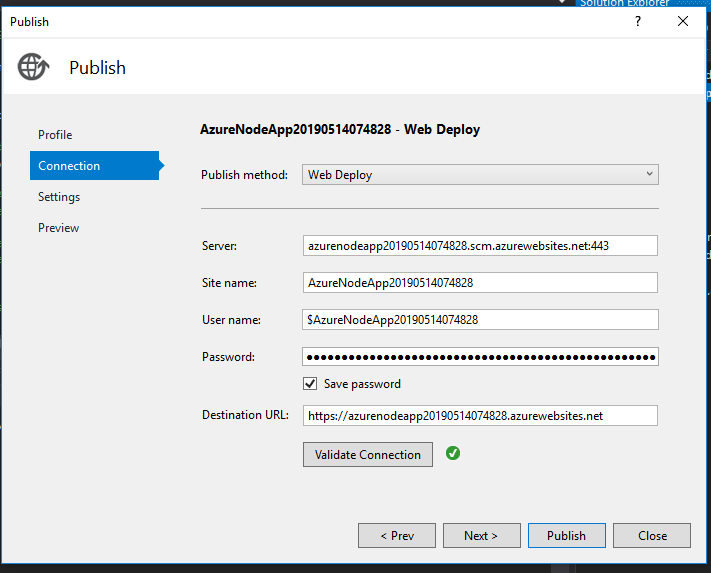 Solution Explorer
Publish
?
Publish
Profile
Connection
Settings
Preview
AzureNodeApp20190514074828 - Web Deploy
Publish method: Web Deploy
Server: azurenodeapp20190514074828.scm.azurewebsites.net:443
Site name: AzureNodeApp20190514074828
User name: $AzureNodeApp20190514074828
Password:
Save password
Destination URL: https://azurenodeapp20190514074828.azurewebsites.net
Validate Connection
< Prev Next > Publish Close